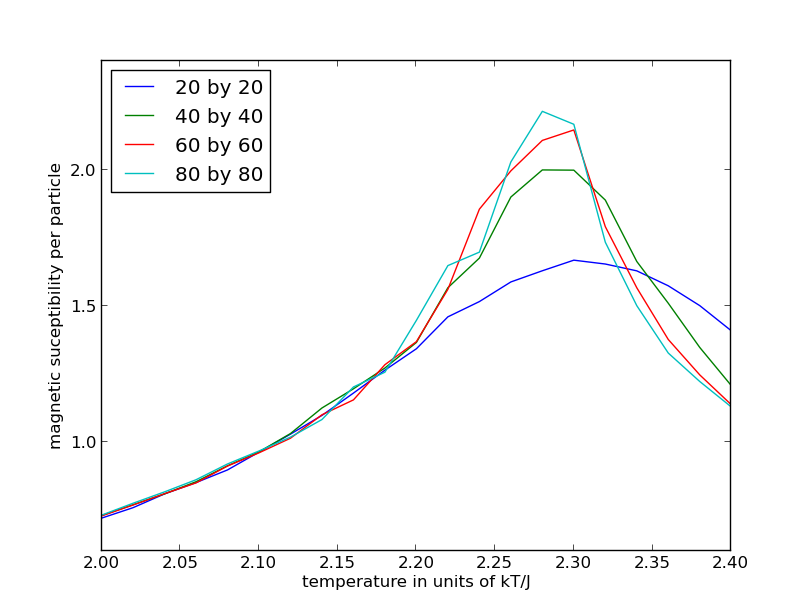 20 by 20
40 by 40
60 by 60
80 by 80
magnetic suceptibility per particle
2.0
1.5
1.0
2.00 2.05 2.10 2.15 2.20 2.25 2.30 2.35 2.40
temperature in units of kT/J